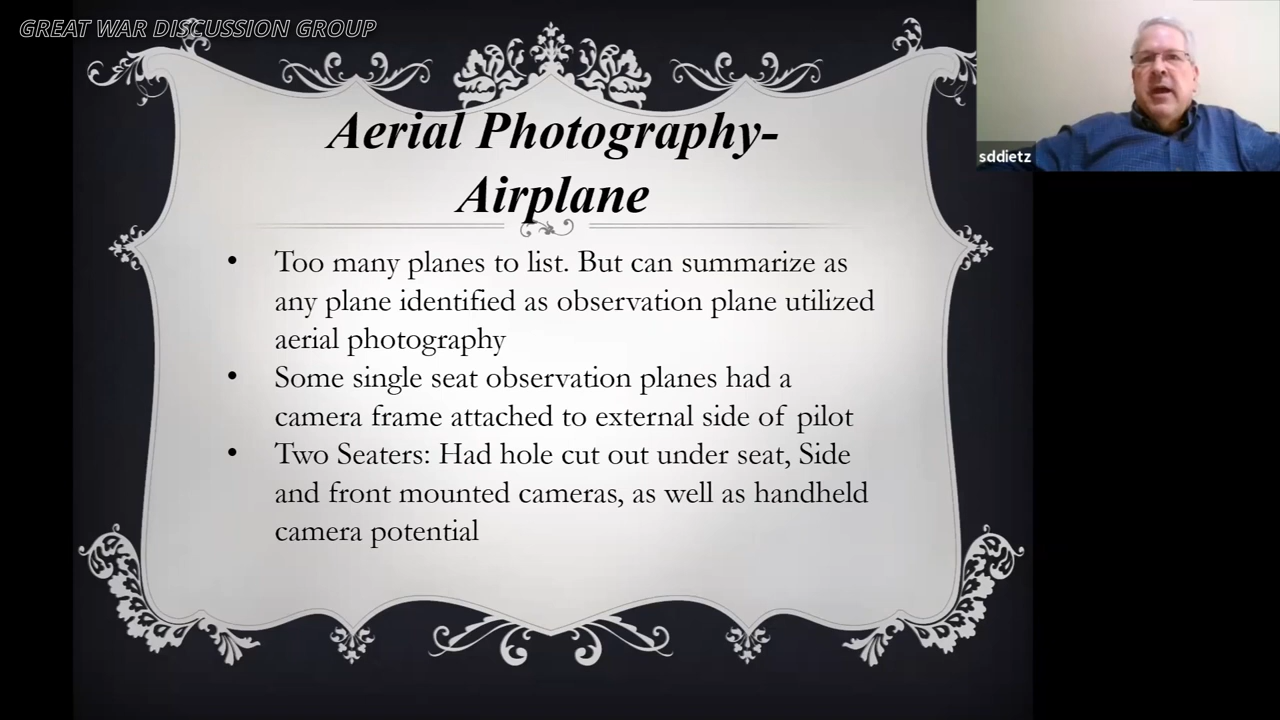 GREAT WAR DISCUSSION GROUP
Aerial Photography-
Airplane
• Too many planes to list. But can summarize as
any plane identified as observation plane utilized
aerial photography
• Some single seat observation planes had a
camera frame attached to external side of pilot
• Two Seaters: Had hole cut out under seat, Side
and front mounted cameras, as well as handheld
camera potential
sddietz